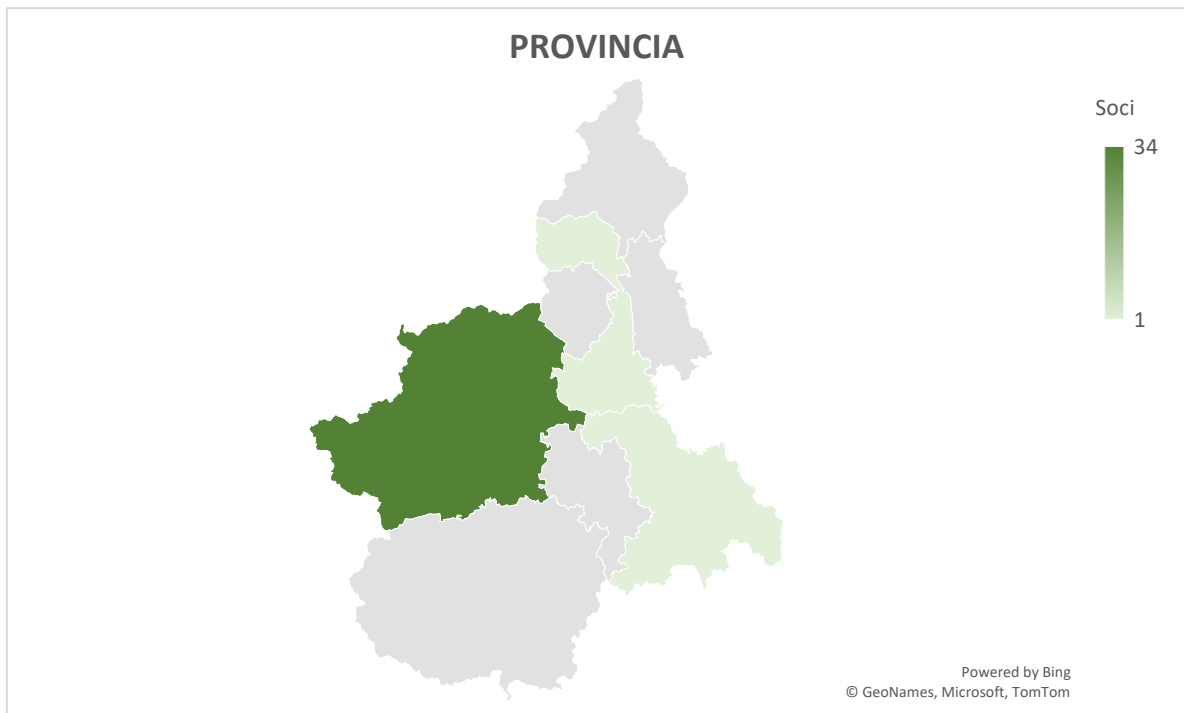 PROVINCIA
Soci
34
1
Powered by Bing
© GeoNames, Microsoft, TomTom